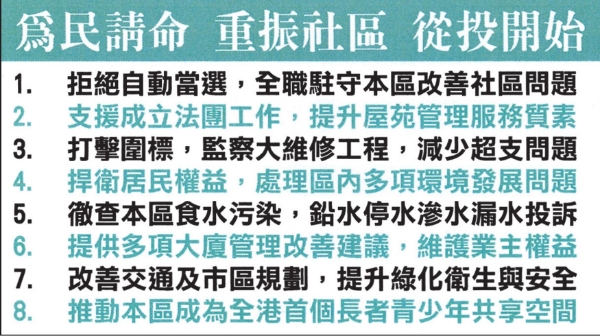 為民請命 重振社區 從投開始
1. 拒絕自動當選，全職駐守本區改善社區問題
2. 支援成立法團工作，提升屋苑管理服務質素
3. 打擊圍標，監察大維修工程，減少超支問題
4. 捍衛居民權益，處理區內多項環境發展問題
5. 徹查本區食水污染，鉛水停水滲水漏水投訴
6. 提供多項大廈管理改善建議，維護業主權益
7. 改善交通及市區規劃，提升綠化衛生與安全
8. 推動本區成為全港首個長者青少年共享空間